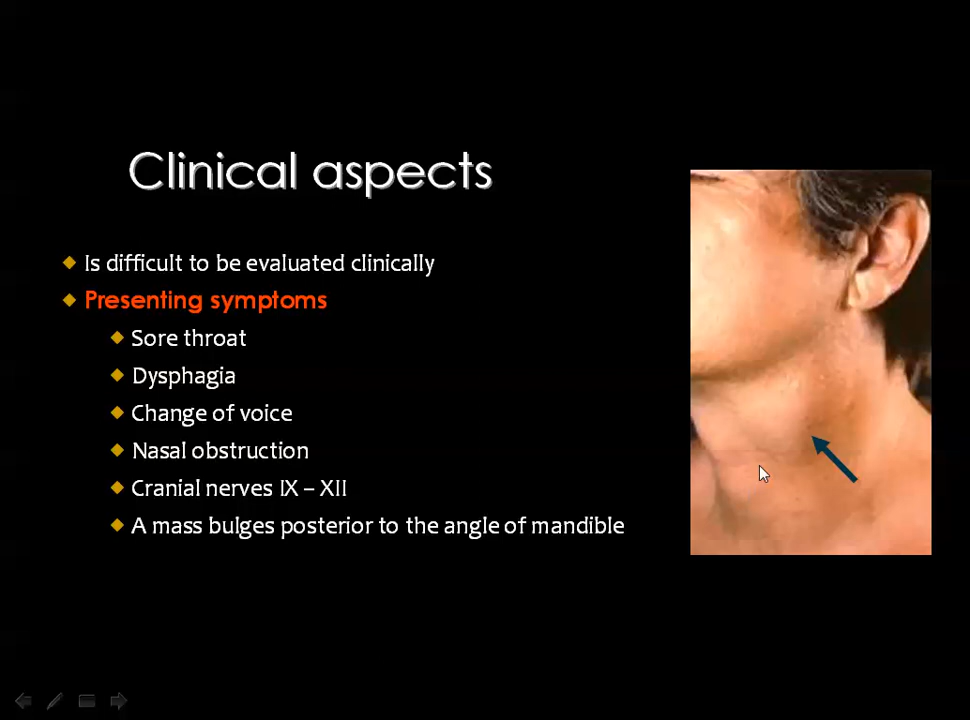 Clinical aspects
Is difficult to be evaluated clinically
Presenting symptoms
Sore throat
Dysphagia
Change of voice
Nasal obstruction
Cranial nerves IX – XII
A mass bulges posterior to the angle of mandible